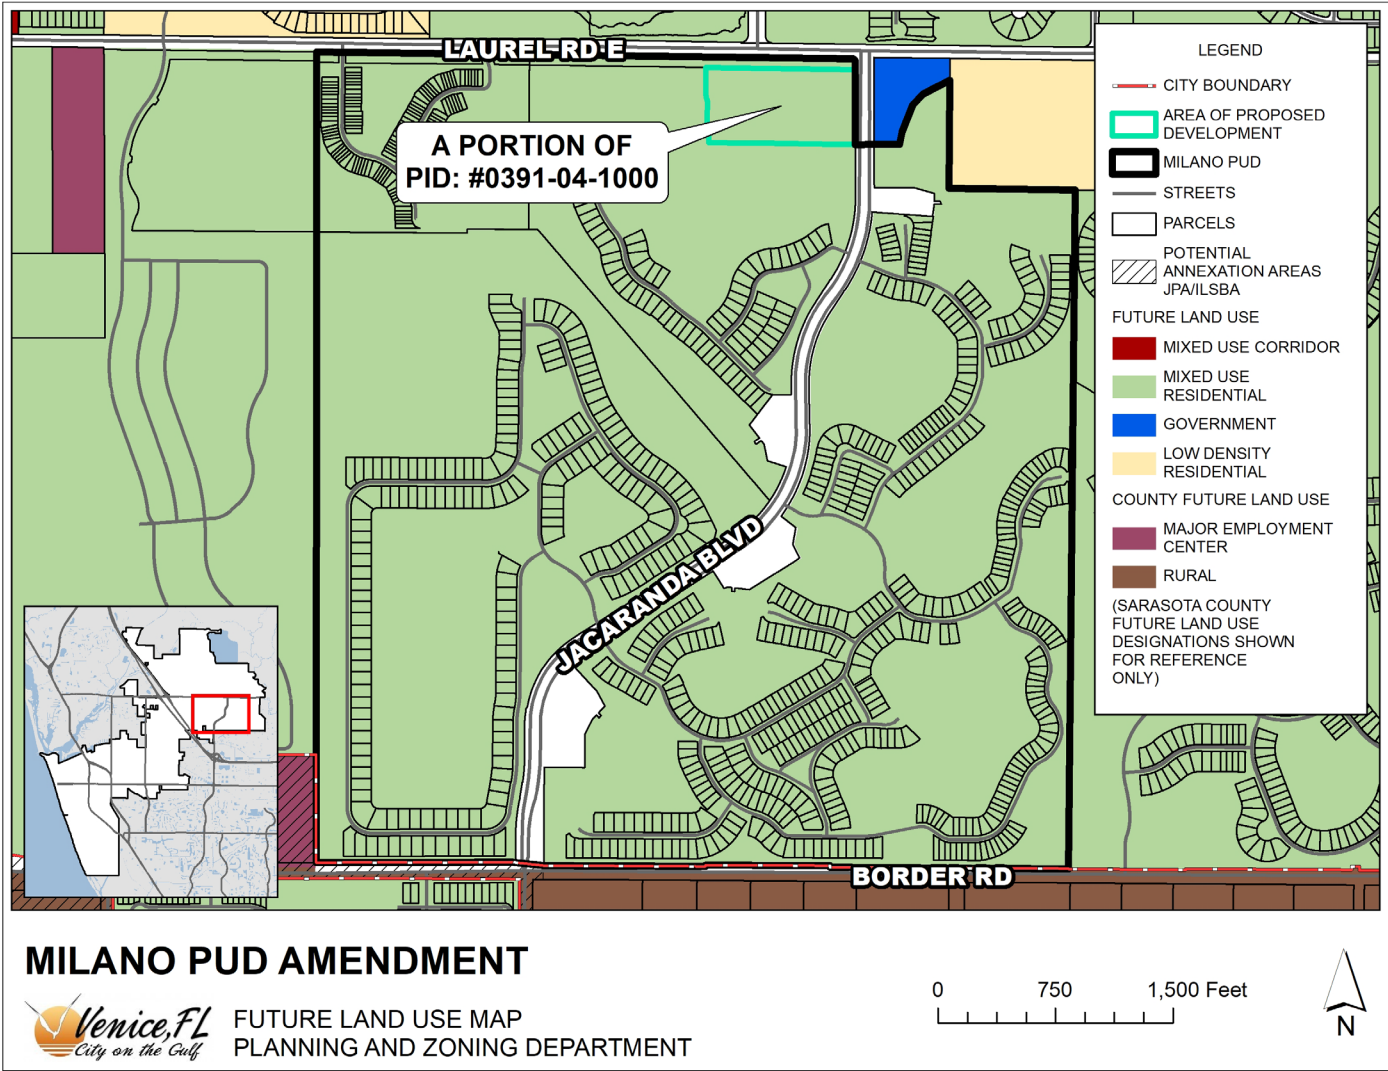 LAUREL RD E
A PORTION OF
PID: #0391-04-1000
JACARANDA BLVD
BORDER RD
LEGEND
CITY BOUNDARY
AREA OF PROPOSED
DEVELOPMENT
MILANO PUD
STREETS
PARCELS
POTENTIAL
ANNEXATION AREAS
JPA/ILSBA
FUTURE LAND USE
MIXED USE CORRIDOR
MIXED USE
RESIDENTIAL
GOVERNMENT
LOW DENSITY
RESIDENTIAL
COUNTY FUTURE LAND USE
MAJOR EMPLOYMENT
CENTER
RURAL
(SARASOTA COUNTY
FUTURE LAND USE
DESIGNATIONS SHOWN
FOR REFERENCE
ONLY)
MILANO PUD AMENDMENT
Venice, FL
City on the Gulf
FUTURE LAND USE MAP
PLANNING AND ZONING DEPARTMENT
0 750 1,500 Feet
N